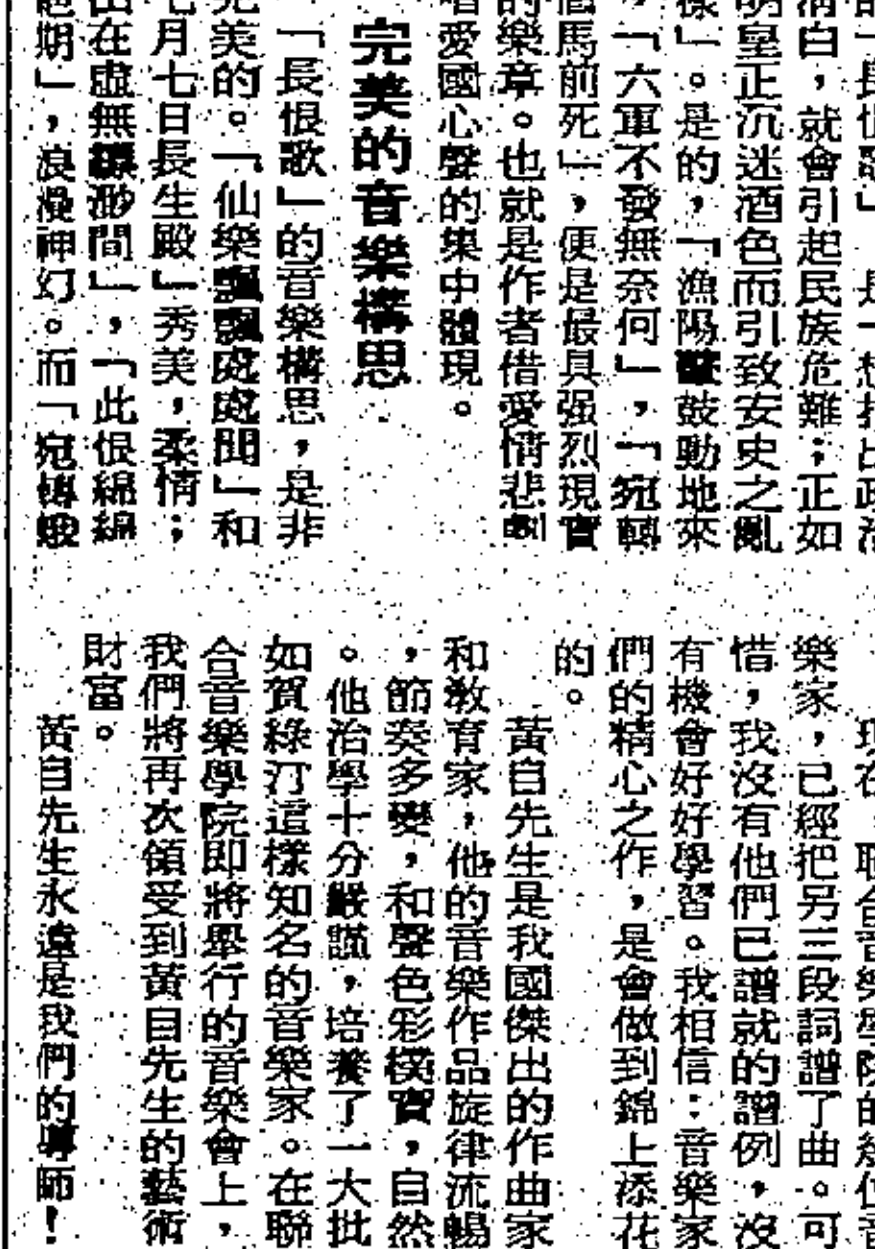 清白，就會引起民族危難；正如
明皇正沉迷酒色而引致安史之亂
樣」。是的，「漁陽鼙鼓動地來
，「六軍不發無奈何」，「宛轉
馬前死」，便是最具强烈現實
的樂章。也就是作者借愛情悲劇
唱愛國心聲的集中體現。
完美的音樂構思
「長恨歌」的音樂構思，是非
完美的。「仙樂飄飄處處聞」和
七月七日長生殿」秀美，柔情；
在虛無縹渺間」，「此恨綿綿
期」，浪漫神幻。而「宛轉蛾
樂家，已經把另三段詞譜了曲。可
惜，我沒有他們已譜就的譜例，沒
有機會好好學習。我相信：音樂家
們的精心之作，是會做到錦上添花
的。
黃自先生是我國傑出的作曲家
和教育家，他的音樂作品旋律流暢
，節奏多變，和聲色彩樸實，自然
。他治學十分嚴謹，培養了一大批
如賀綠汀這樣知名的音樂家。在聯
合音樂學院即將舉行的音樂會上，
我們將再次領受到黃自先生的藝術
財富。
黃自先生永遠是我們的導師！